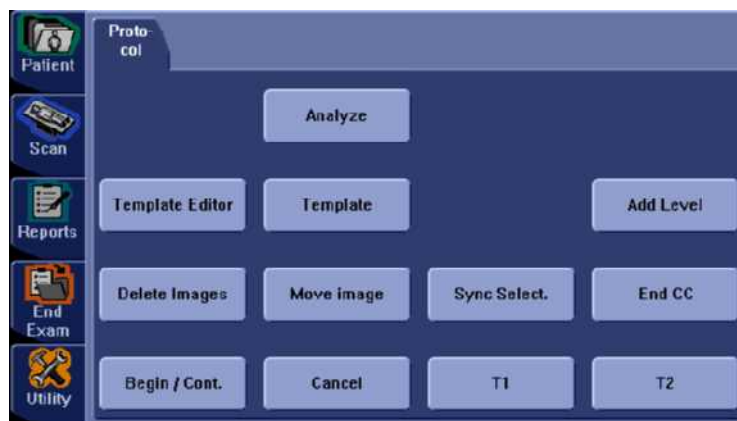 Proto-
col
Patient
Analyze
Scan
Template Editor
Template
Add Level
Reports
Delete Images
Move image
Sync Select.
End CC
End
Exam
Begin / Cont.
Cancel
T1
T2
Utility